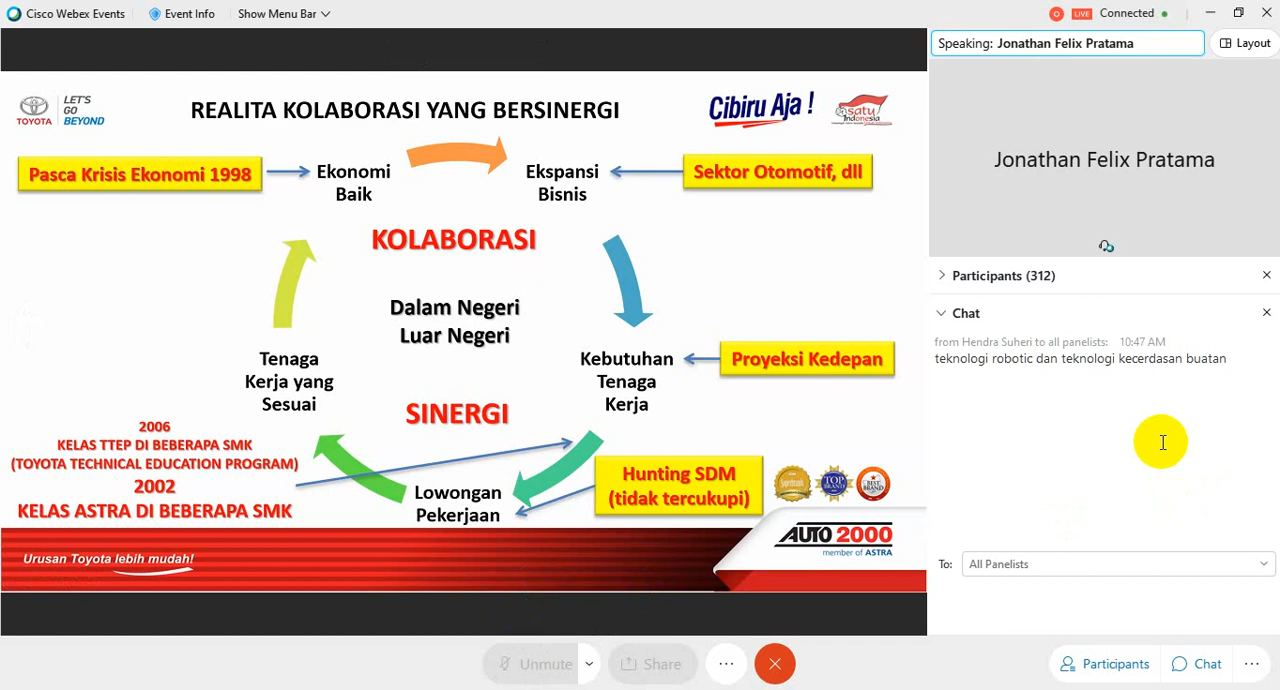 Cisco Webex Events
Event Info
Show Menu Bar
LIVE
Connected
Speaking: Jonathan Felix Pratama
Layout
TOYOTA
LET'S
GO
BEYOND
REALITA KOLABORASI YANG BERSINERGI
Cibiru Aja !
satu
Indonesia
Jonathan Felix Pratama
Pasca Krisis Ekonomi 1998
Ekonomi
Baik
Ekspansi
Bisnis
Sektor Otomotif, dll
KOLABORASI
Dalam Negeri
Luar Negeri
Kebutuhan
Tenaga
Kerja
Proyeksi Kedepan
Tenaga
Kerja yang
Sesuai
SINERGI
2006
KELAS TTEP DI BEBERAPA SMK
(TOYOTA TECHNICAL EDUCATION PROGRAM)
2002
KELAS ASTRA DI BEBERAPA SMK
Lowongan
Pekerjaan
Hunting SDM
(tidak tercukupi)
TOP
BRAND
BEST
BRAND
Urusan Toyota lebih mudah!
AUTO 2000
member of ASTRA
Participants (312)
Chat
from Hendra Suheri to all panelists: 10:47 AM
teknologi robotic dan teknologi kecerdasan buatan
To: All Panelists
Unmute
Share
Participants
Chat